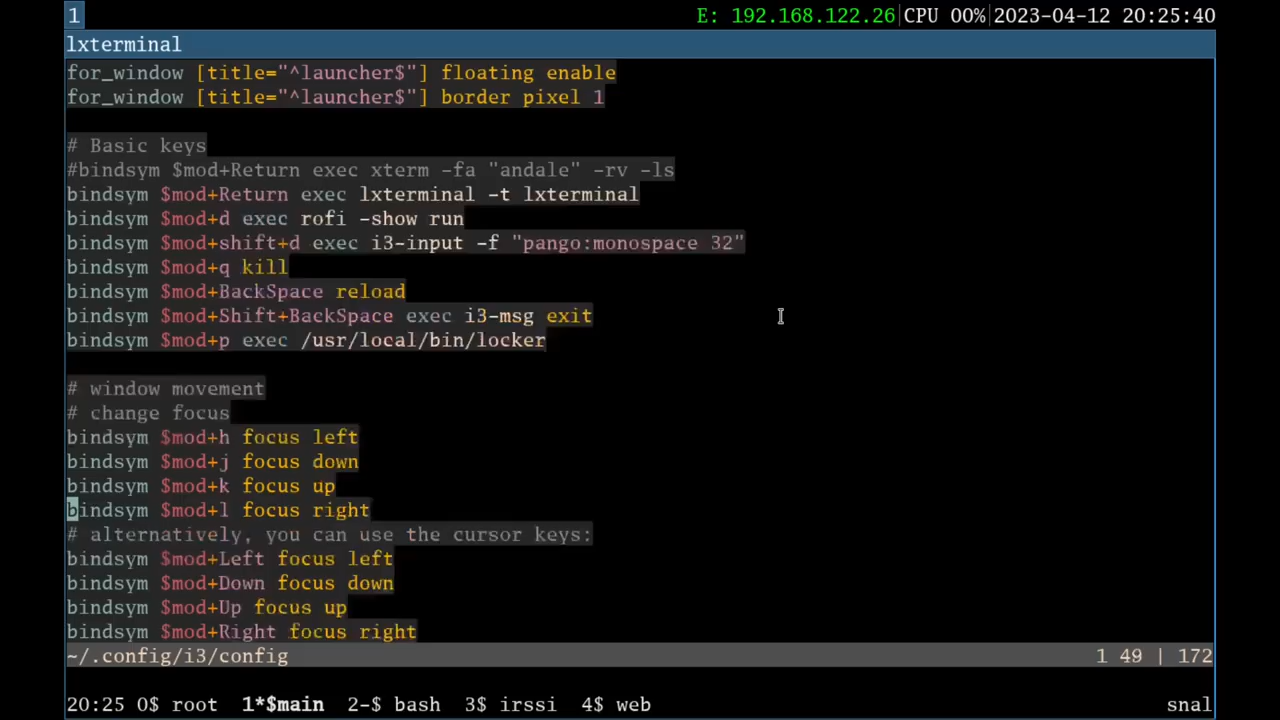 1 E: 192.168.122.26|CPU 00%|2023-04-12 20:25:40
lxterminal
for_window [title="^launcher$"] floating enable
for_window [title="^launcher$"] border pixel 1
# Basic keys
#bindsym $mod+Return exec xterm -fa "andale" -rv -ls
bindsym $mod+Return exec lxterminal -t lxterminal
bindsym $mod+d exec rofi -show run
bindsym $mod+shift+d exec i3-input -f "pango:monospace 32"
bindsym $mod+q kill
bindsym $mod+BackSpace reload
bindsym $mod+Shift+BackSpace exec i3-msg exit
bindsym $mod+p exec /usr/local/bin/locker
# window movement
# change focus
bindsym $mod+h focus left
bindsym $mod+j focus down
bindsym $mod+k focus up
bindsym $mod+l focus right
# alternatively, you can use the cursor keys:
bindsym $mod+Left focus left
bindsym $mod+Down focus down
bindsym $mod+Up focus up
bindsym $mod+Right focus right
~/.config/i3/config 1 49 | 172
20:25 0$ root 1*$main 2-$ bash 3$ irssi 4$ web snal